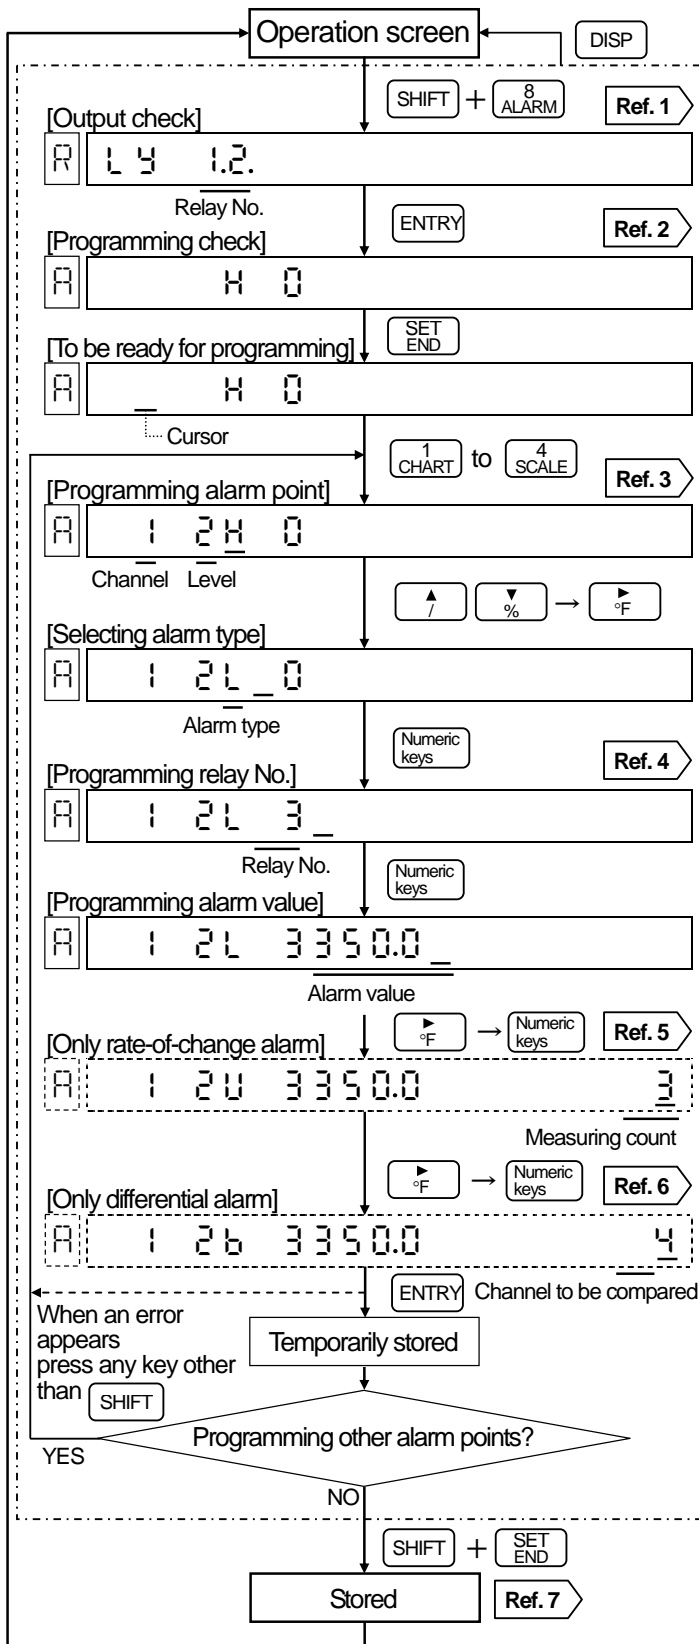 Operation screen
DISP
SHIFT + 8 ALARM
Ref. 1
[Output check]
R L Y 1.2.
Relay No.
ENTRY
Ref. 2
[Programming check]
A H 0
SET END
[To be ready for programming]
A H 0
Cursor
1 CHART to 4 SCALE
Ref. 3
[Programming alarm point]
A 1 2H 0
Channel Level
▲ / ▼ % → ► °F
[Selecting alarm type]
A 1 2L _ 0
Alarm type
Numeric keys
Ref. 4
[Programming relay No.]
A 1 2L 3 _
Relay No.
Numeric keys
[Programming alarm value]
A 1 2L 3350.0 _
Alarm value
► °F → Numeric keys
Ref. 5
[Only rate-of-change alarm]
A 1 2U 3350.0 3
Measuring count
► °F → Numeric keys
Ref. 6
[Only differential alarm]
A 1 2b 3350.0 4
ENTRY Channel to be compared
When an error
appears
press any key other
than SHIFT
Temporarily stored
Programming other alarm points?
YES
NO
SHIFT + SET END
Stored
Ref. 7